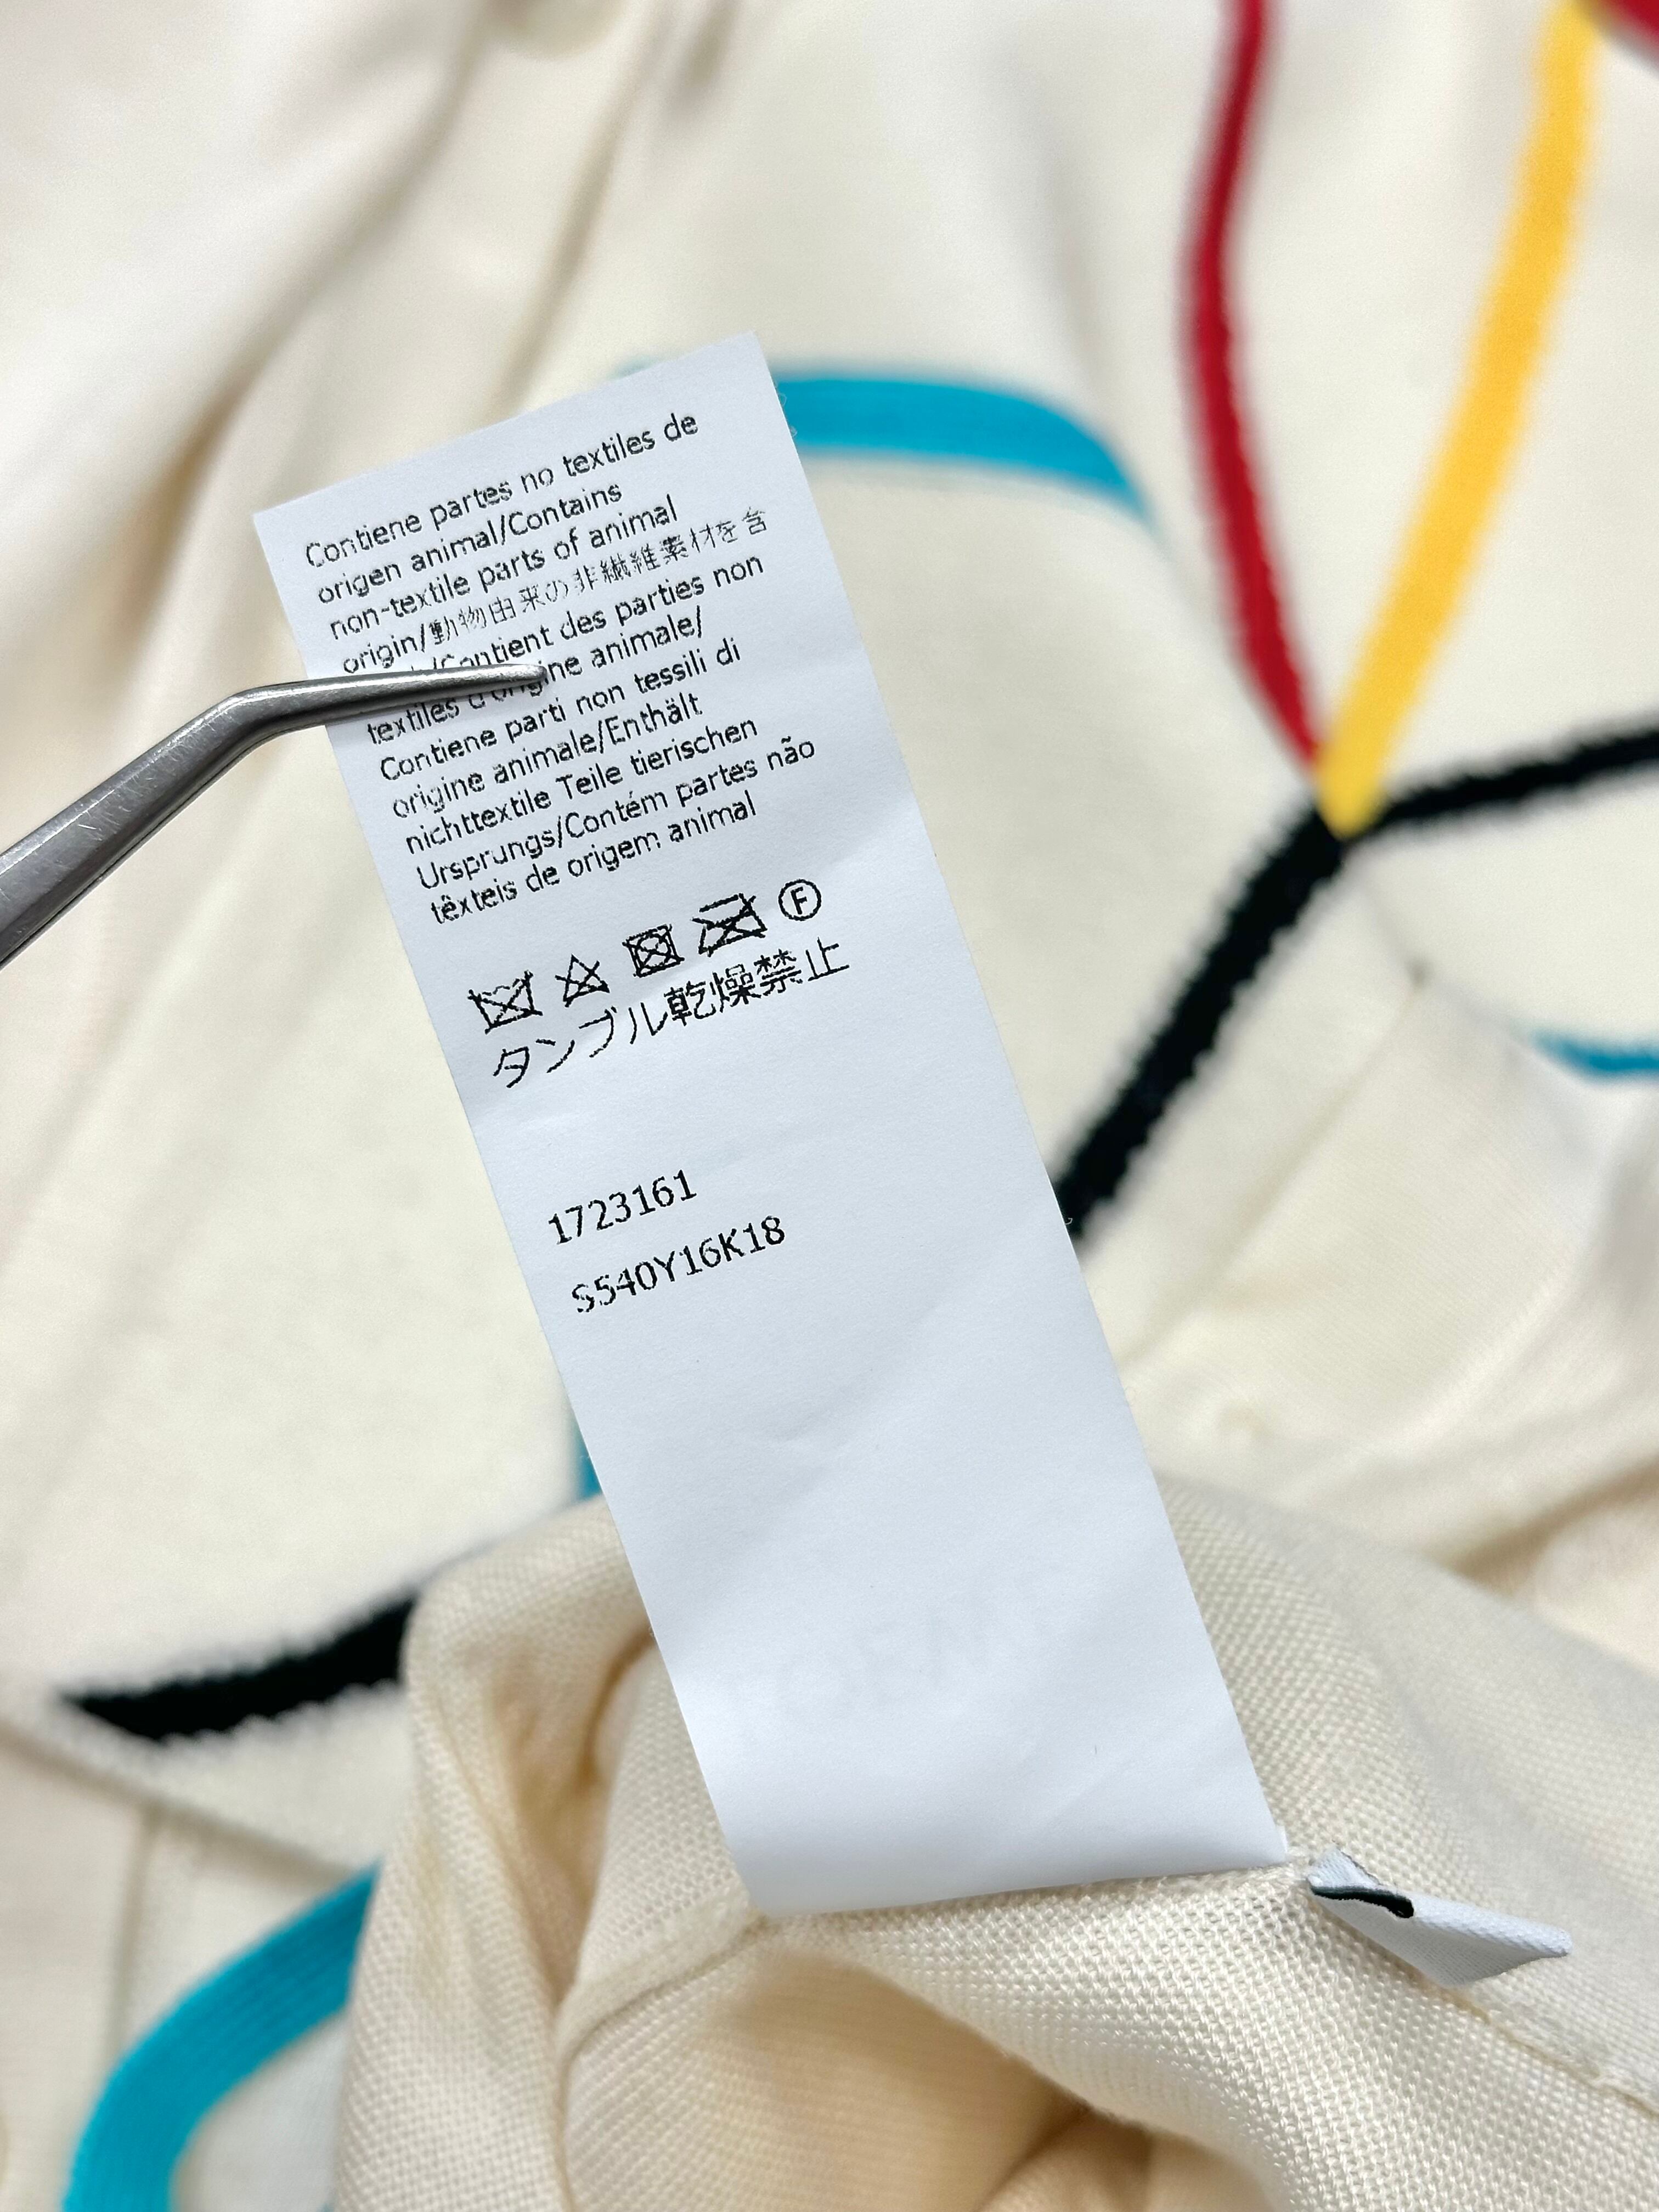 Contiene partes no textiles de
origen animal/Contains
non-textile parts of animal
origin/動物由来の非繊維素材を含
/Contient des parties non
textiles d'origine animale/
Contiene parti non tessili di
origine animale/Enthält
nichttextile Teile tierischen
Ursprungs/Contém partes não
têxteis de origem animal
F
タンブル乾燥禁止
1723161
S540Y16K18